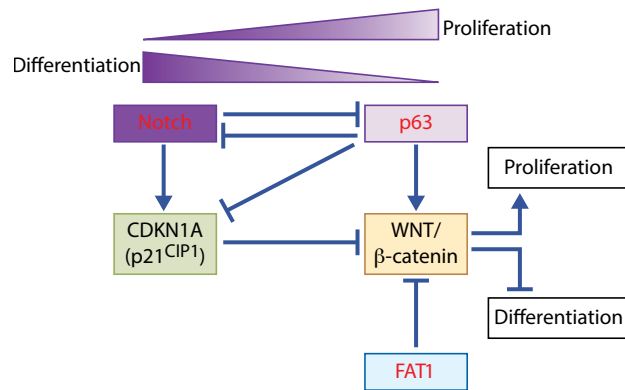 Proliferation
Differentiation
Notch
p63
Proliferation
CDKN1A
(p21CIP1)
WNT/
β-catenin
Differentiation
FAT1